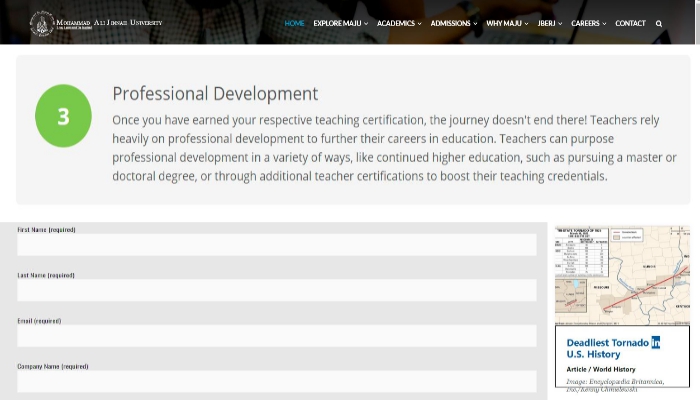 MOHAMMAD ALI JINNAH UNIVERSITY
HOME EXPLORE MAJU ACADEMICS ADMISSIONS WHY MAJU JBERJ CAREERS CONTACT
3
Professional Development
Once you have earned your respective teaching certification, the journey doesn't end there! Teachers rely
heavily on professional development to further their careers in education. Teachers can purpose
professional development in a variety of ways, like continued higher education, such as pursuing a master or
doctoral degree, or through additional teacher certifications to boost their teaching credentials.
First Name (required)
Last Name (required)
Email (required)
Company Name (required)
ILLINOIS
MISSOURI
Deadliest Tornado in
U.S. History
Article / World History
Image: Encyclopædia Britannica,
Inc./Kenny Chmielewski